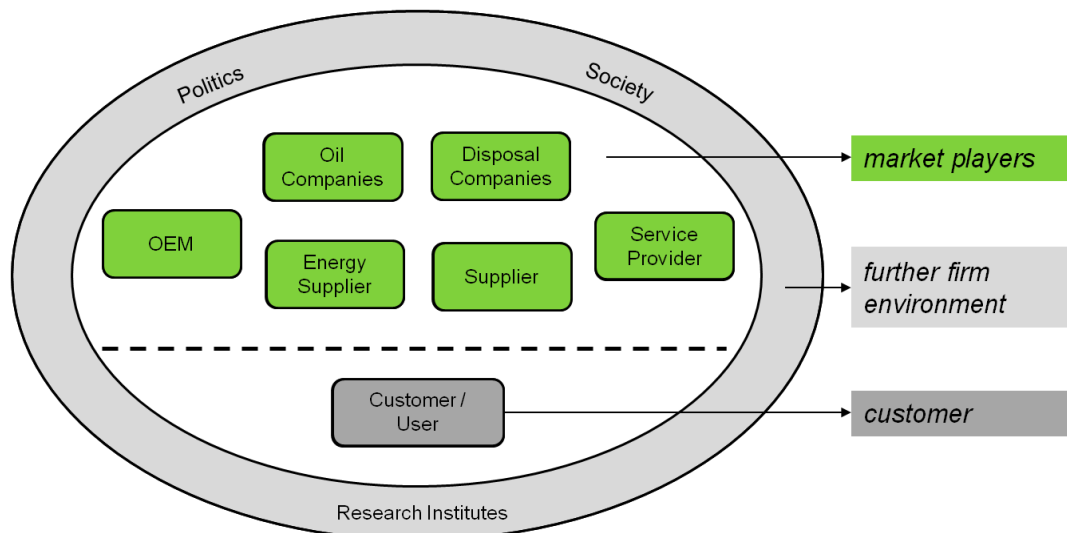 Politics
Society
Oil
Companies
Disposal
Companies
market players
OEM
Service
Provider
Energy
Supplier
Supplier
further firm
environment
Customer /
User
customer
Research Institutes